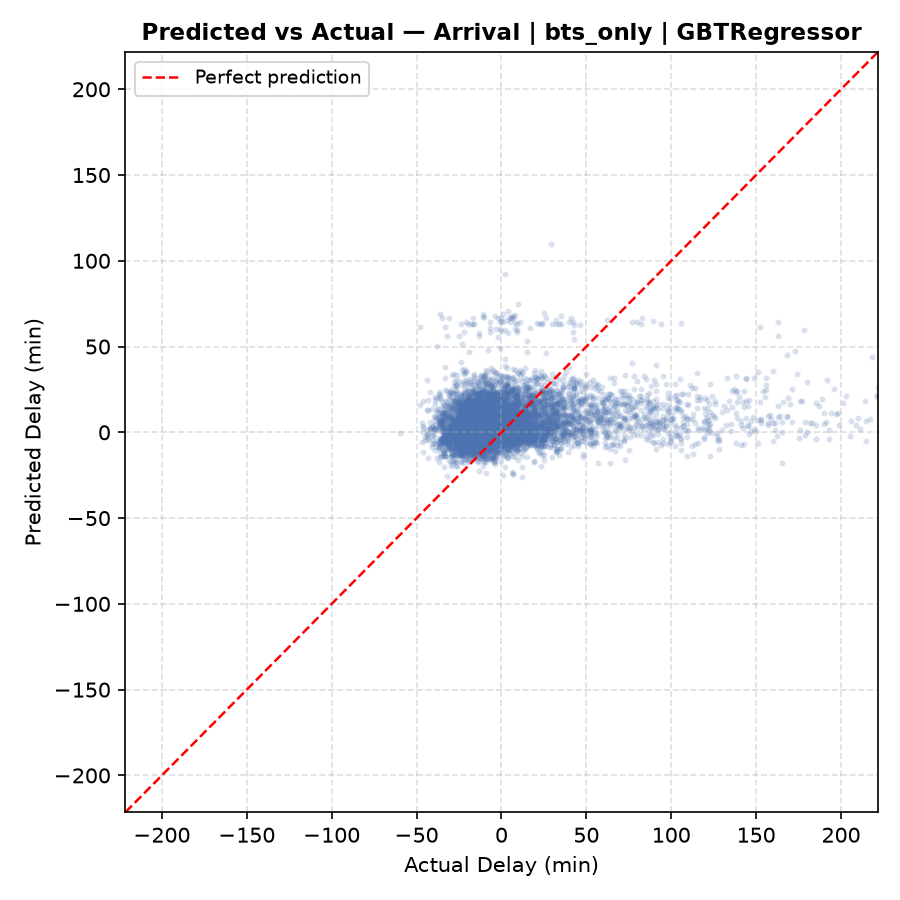 Predicted vs Actual — Arrival | bts_only | GBTRegressor
Perfect prediction
200
150
100
50
0
−50
−100
−150
−200
Predicted Delay (min)
−200 −150 −100 −50 0 50 100 150 200
Actual Delay (min)